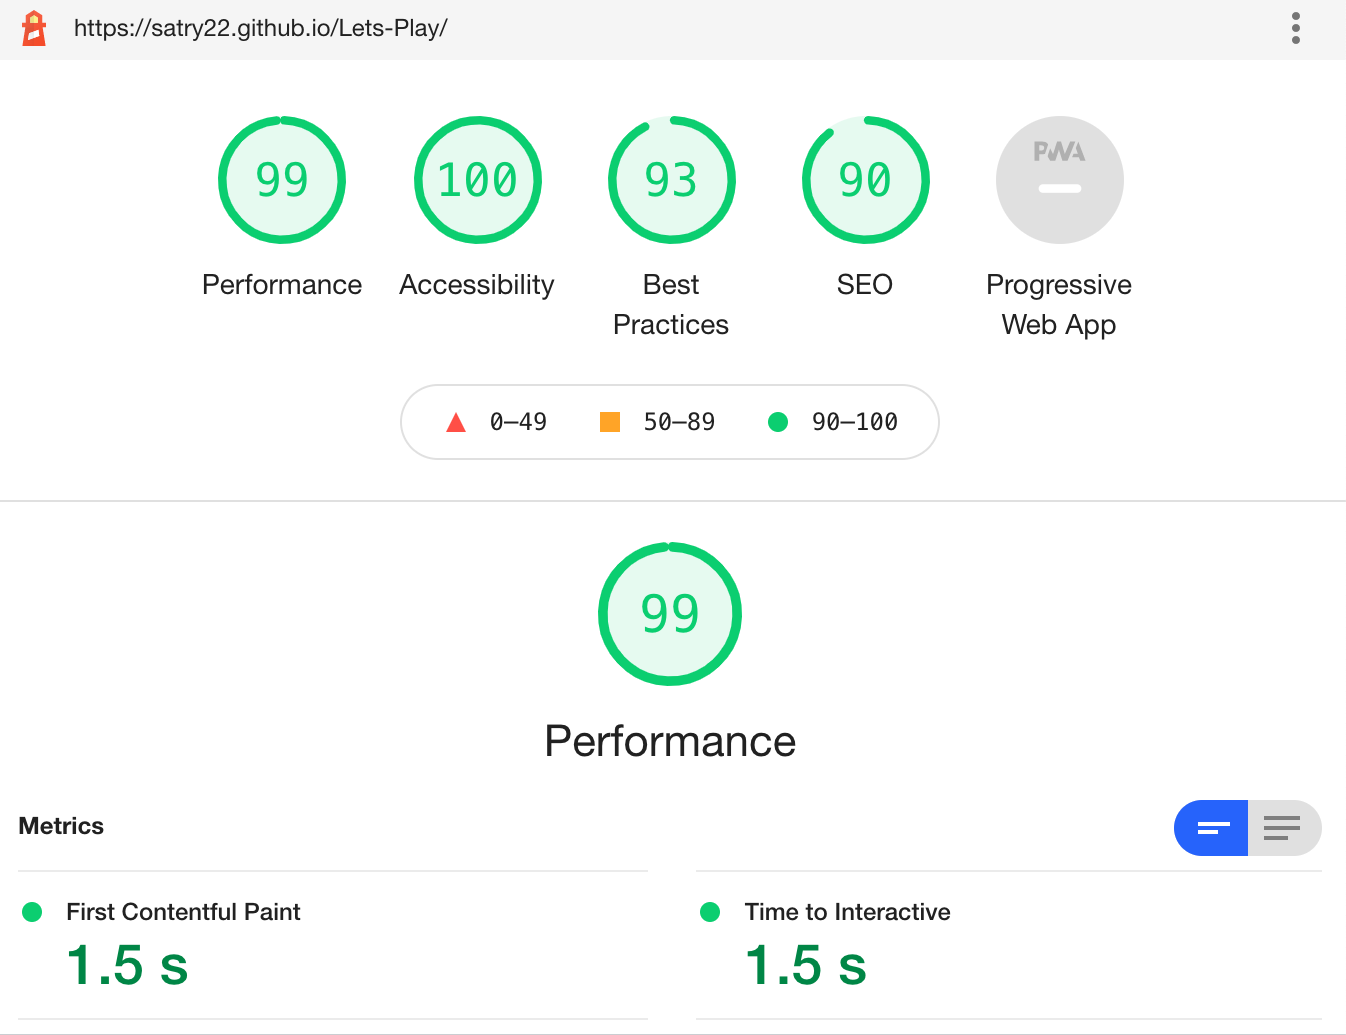 https://satry22.github.io/Lets-Play/
99
100
93
90
PWA
Performance
Accessibility
Best
Practices
SEO
Progressive
Web App
0–49
50–89
90–100
99
Performance
Metrics
First Contentful Paint
1.5 s
Time to Interactive
1.5 s